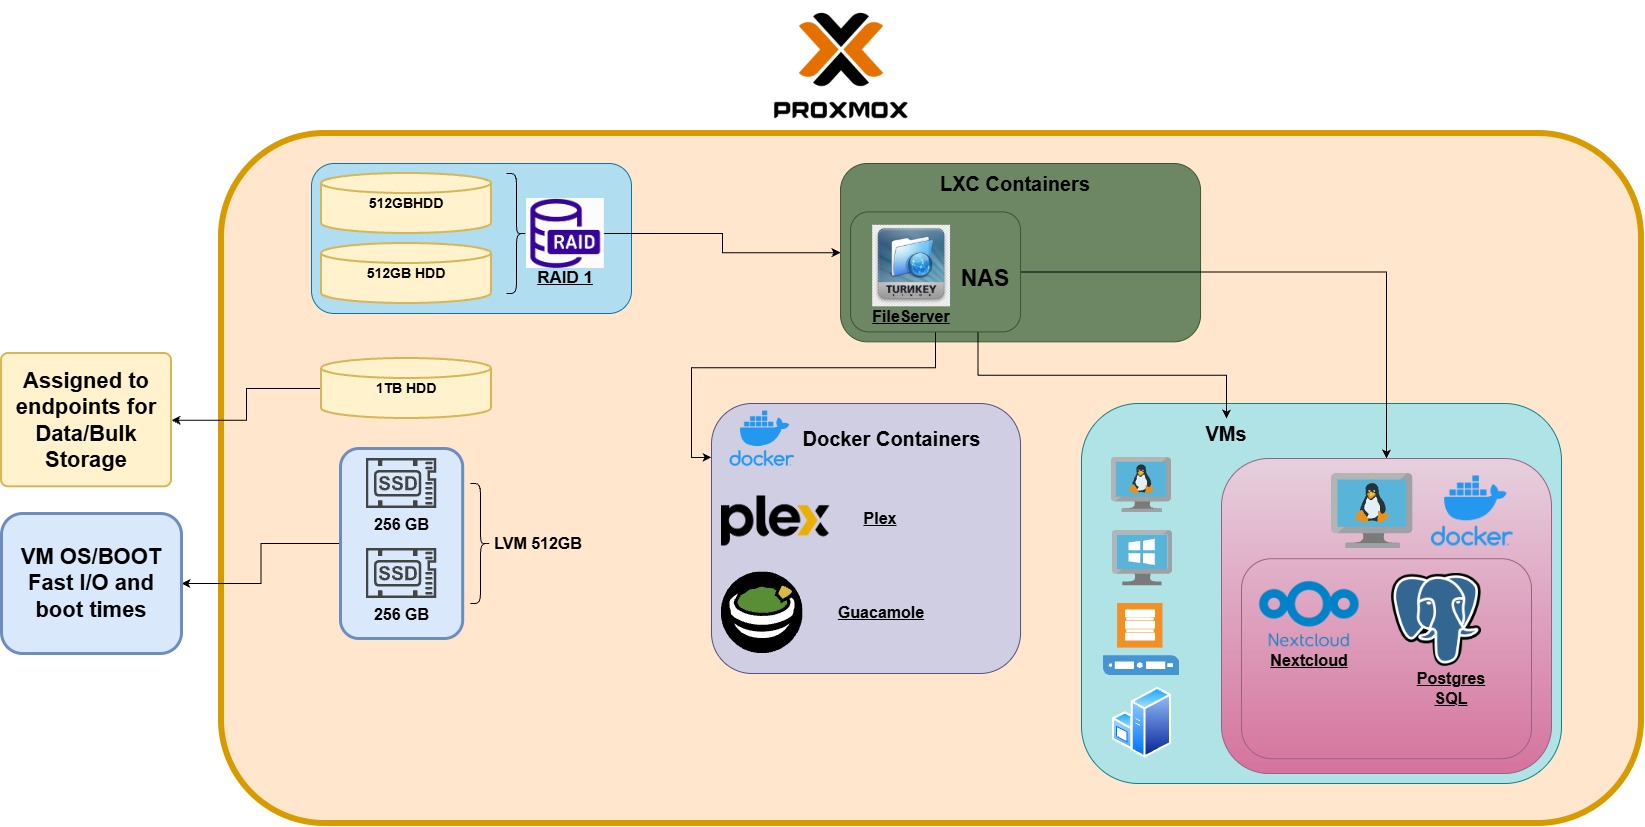 PROXMOX
512GBHDD
512GB HDD
RAID
RAID 1
LXC Containers
TURNKEY
LINUX
NAS
FileServer
Assigned to
endpoints for
Data/Bulk
Storage
1TB HDD
VM OS/BOOT
Fast I/O and
boot times
SSD
256 GB
SSD
256 GB
LVM 512GB
docker
Docker Containers
plex
Plex
Guacamole
VMs
docker
Nextcloud
Nextcloud
Postgres
SQL